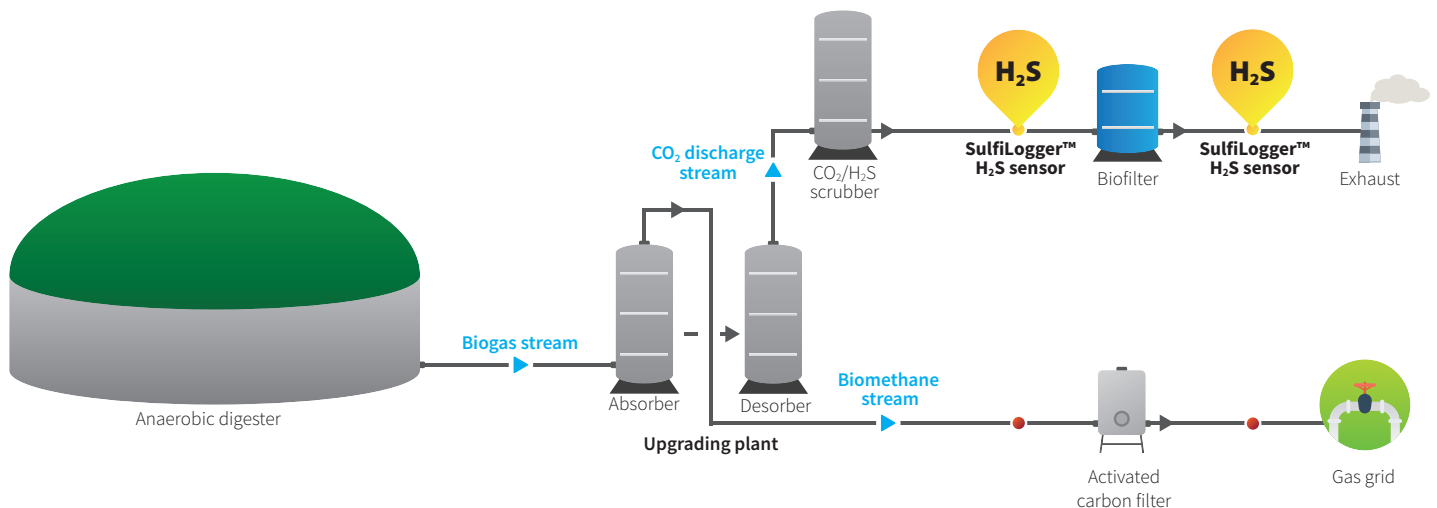 H₂S
H₂S
SulfiLogger™
H₂S sensor
SulfiLogger™
H₂S sensor
CO₂ discharge
stream
CO₂/H₂S
scrubber
Biofilter
Exhaust
Biogas stream
Anaerobic digester
Absorber
Desorber
Upgrading plant
Biomethane
stream
Activated
carbon filter
Gas grid